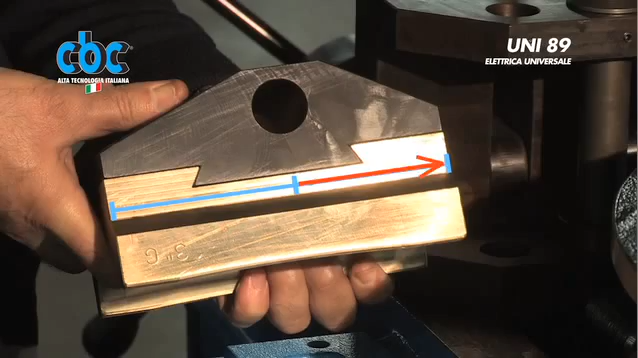 cbc
ALTA TECNOLOGIA ITALIANA
UNI 89
ELETTRICA UNIVERSALE